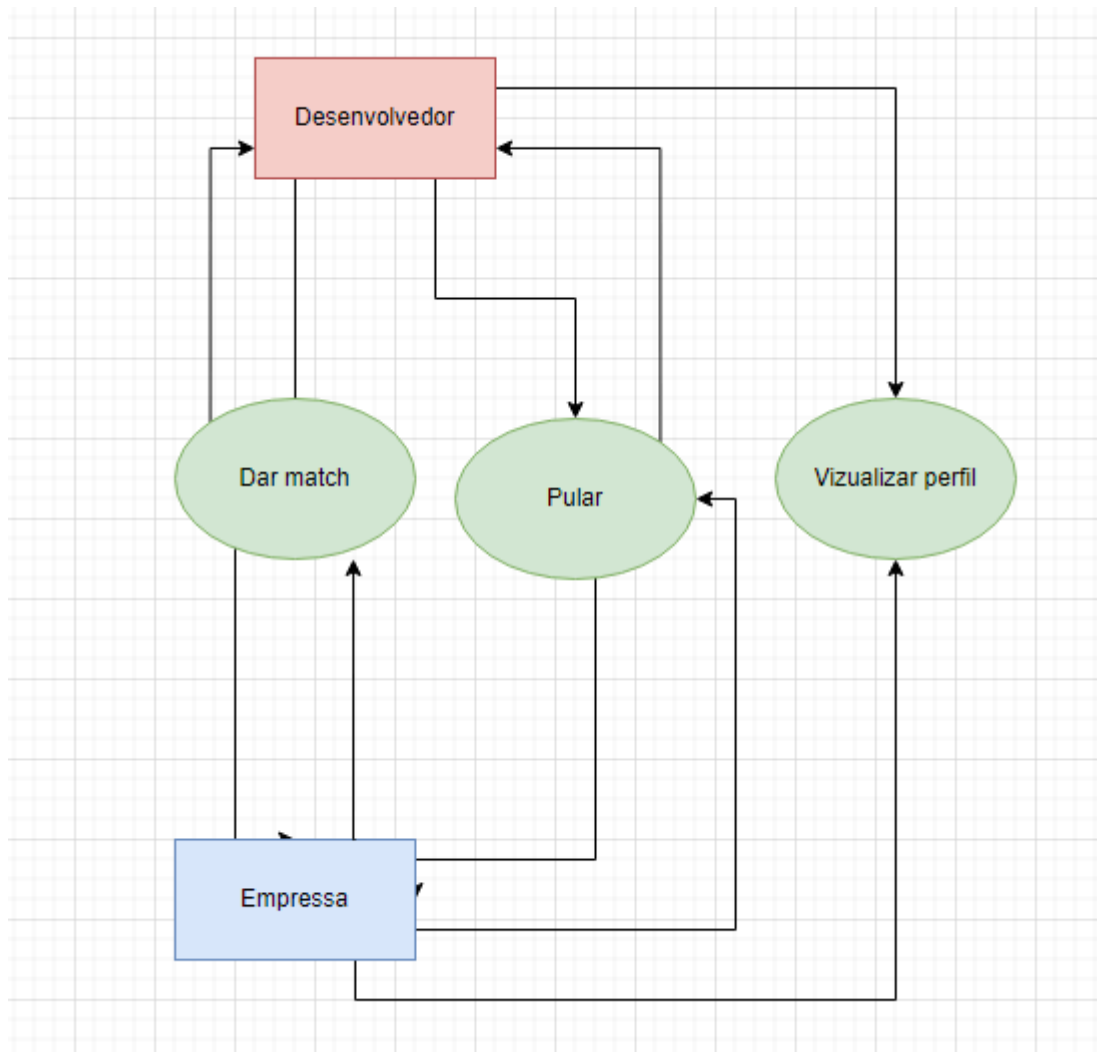 Desenvolvedor
Dar match
Pular
Vizualizar perfil
Empressa